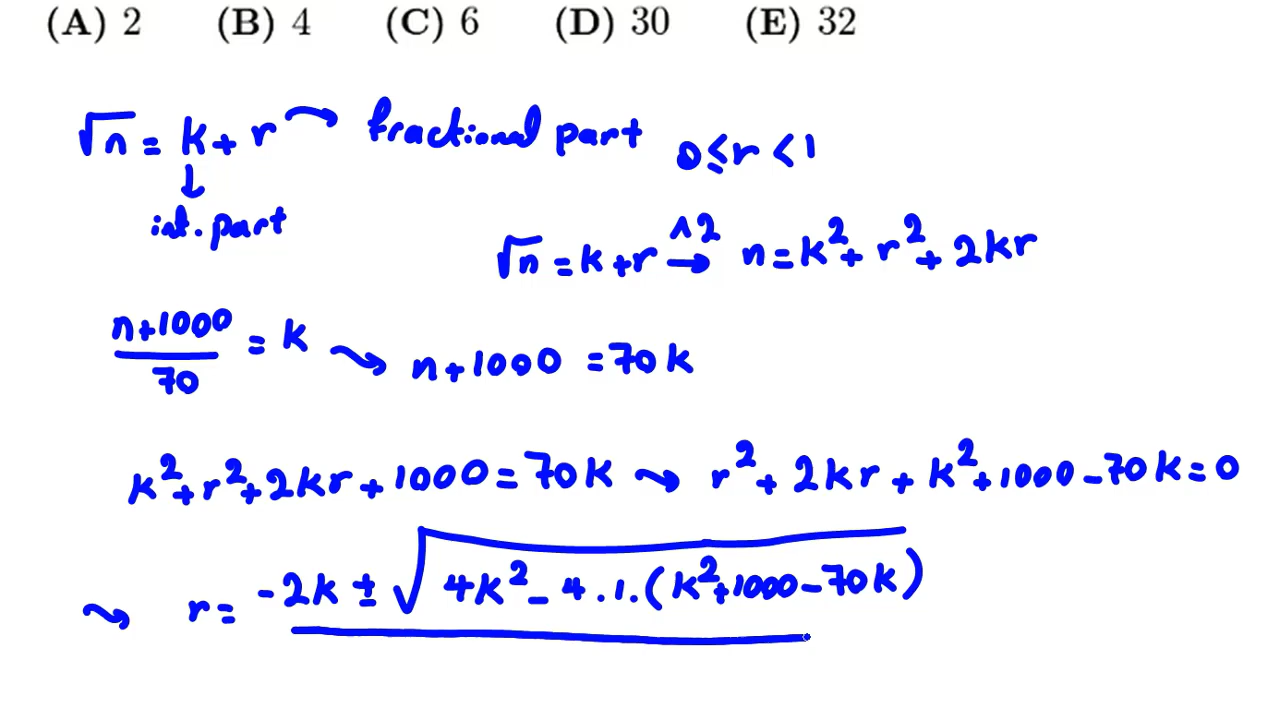 (A) 2 (B) 4 (C) 6 (D) 30 (E) 32
√n = k + r → fractional part 0 ≤ r < 1
↓
int. part
√n = k + r →^2 n = k² + r² + 2kr
(n+1000)/70 = k → n + 1000 = 70k
k² + r² + 2kr + 1000 = 70k → r² + 2kr + k² + 1000 - 70k = 0
→ r = -2k ± √(4k² - 4.1.(k² + 1000 - 70k))